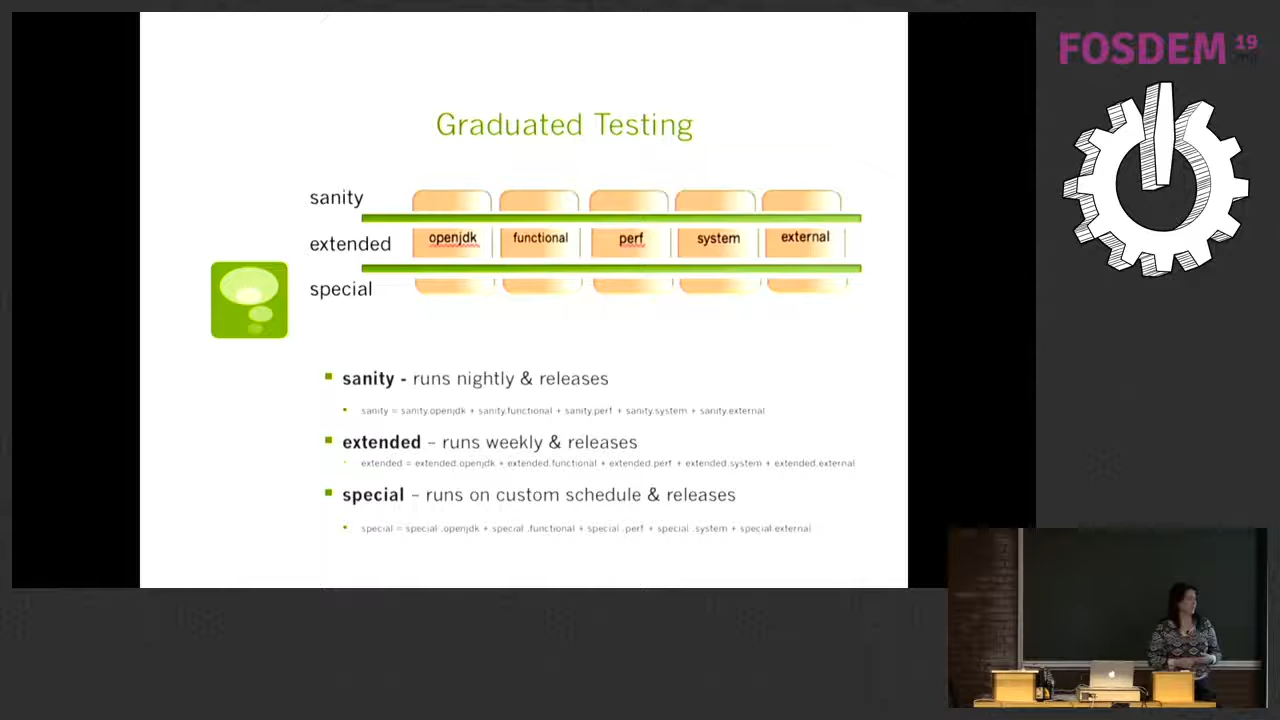 FOSDEM 19
Graduated Testing
sanity
extended
openjdk functional perf system external
special
sanity - runs nightly & releases
sanity = sanity.openjdk + sanity.functional + sanity.perf + sanity.system + sanity.external
extended – runs weekly & releases
extended = extended.openjdk + extended.functional + extended.perf + extended.system + extended.external
special – runs on custom schedule & releases
special = special .openjdk + special .functional + special .perf + special .system + special.external